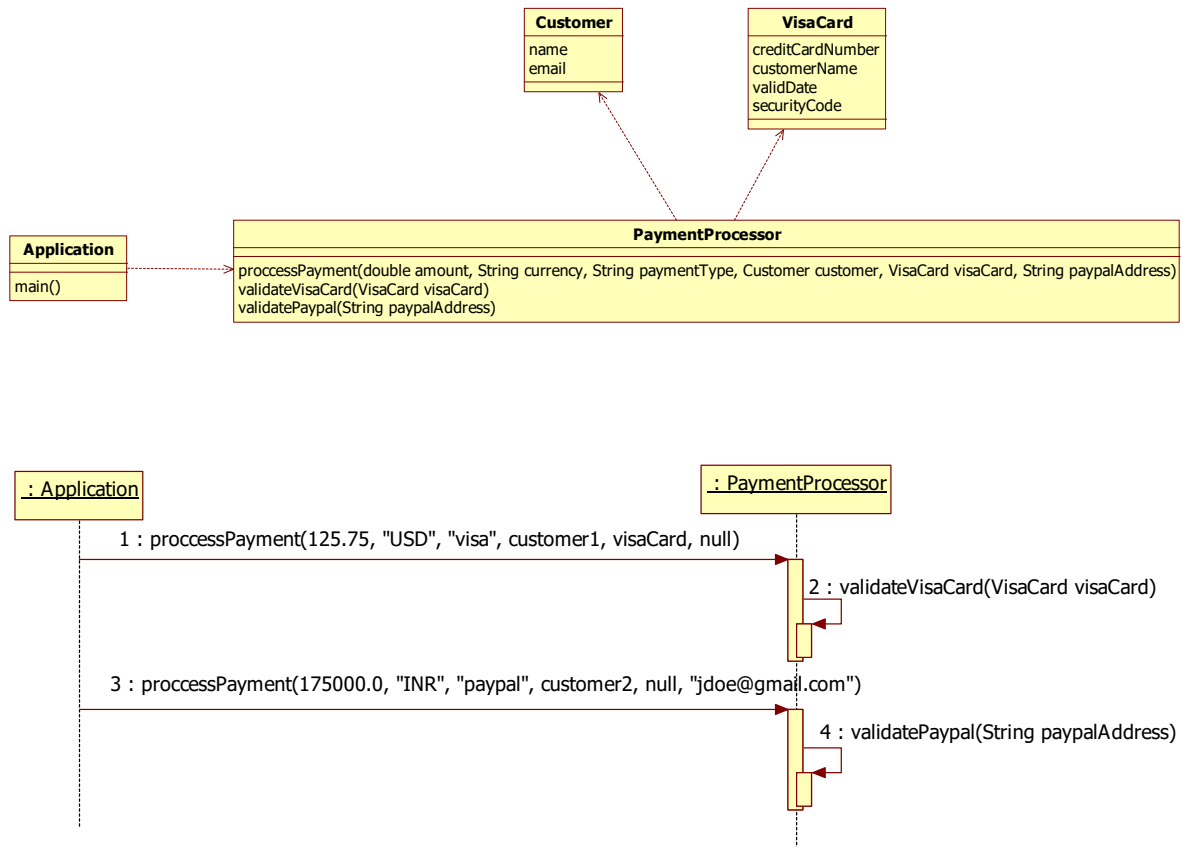 Customer
name
email
VisaCard
creditCardNumber
customerName
validDate
securityCode
Application
main()
PaymentProcessor
proccessPayment(double amount, String currency, String paymentType, Customer customer, VisaCard visaCard, String paypalAddress)
validateVisaCard(VisaCard visaCard)
validatePaypal(String paypalAddress)
: Application
: PaymentProcessor
1 : proccessPayment(125.75, "USD", "visa", customer1, visaCard, null)
2 : validateVisaCard(VisaCard visaCard)
3 : proccessPayment(175000.0, "INR", "paypal", customer2, null, "jdoe@gmail.com")
4 : validatePaypal(String paypalAddress)